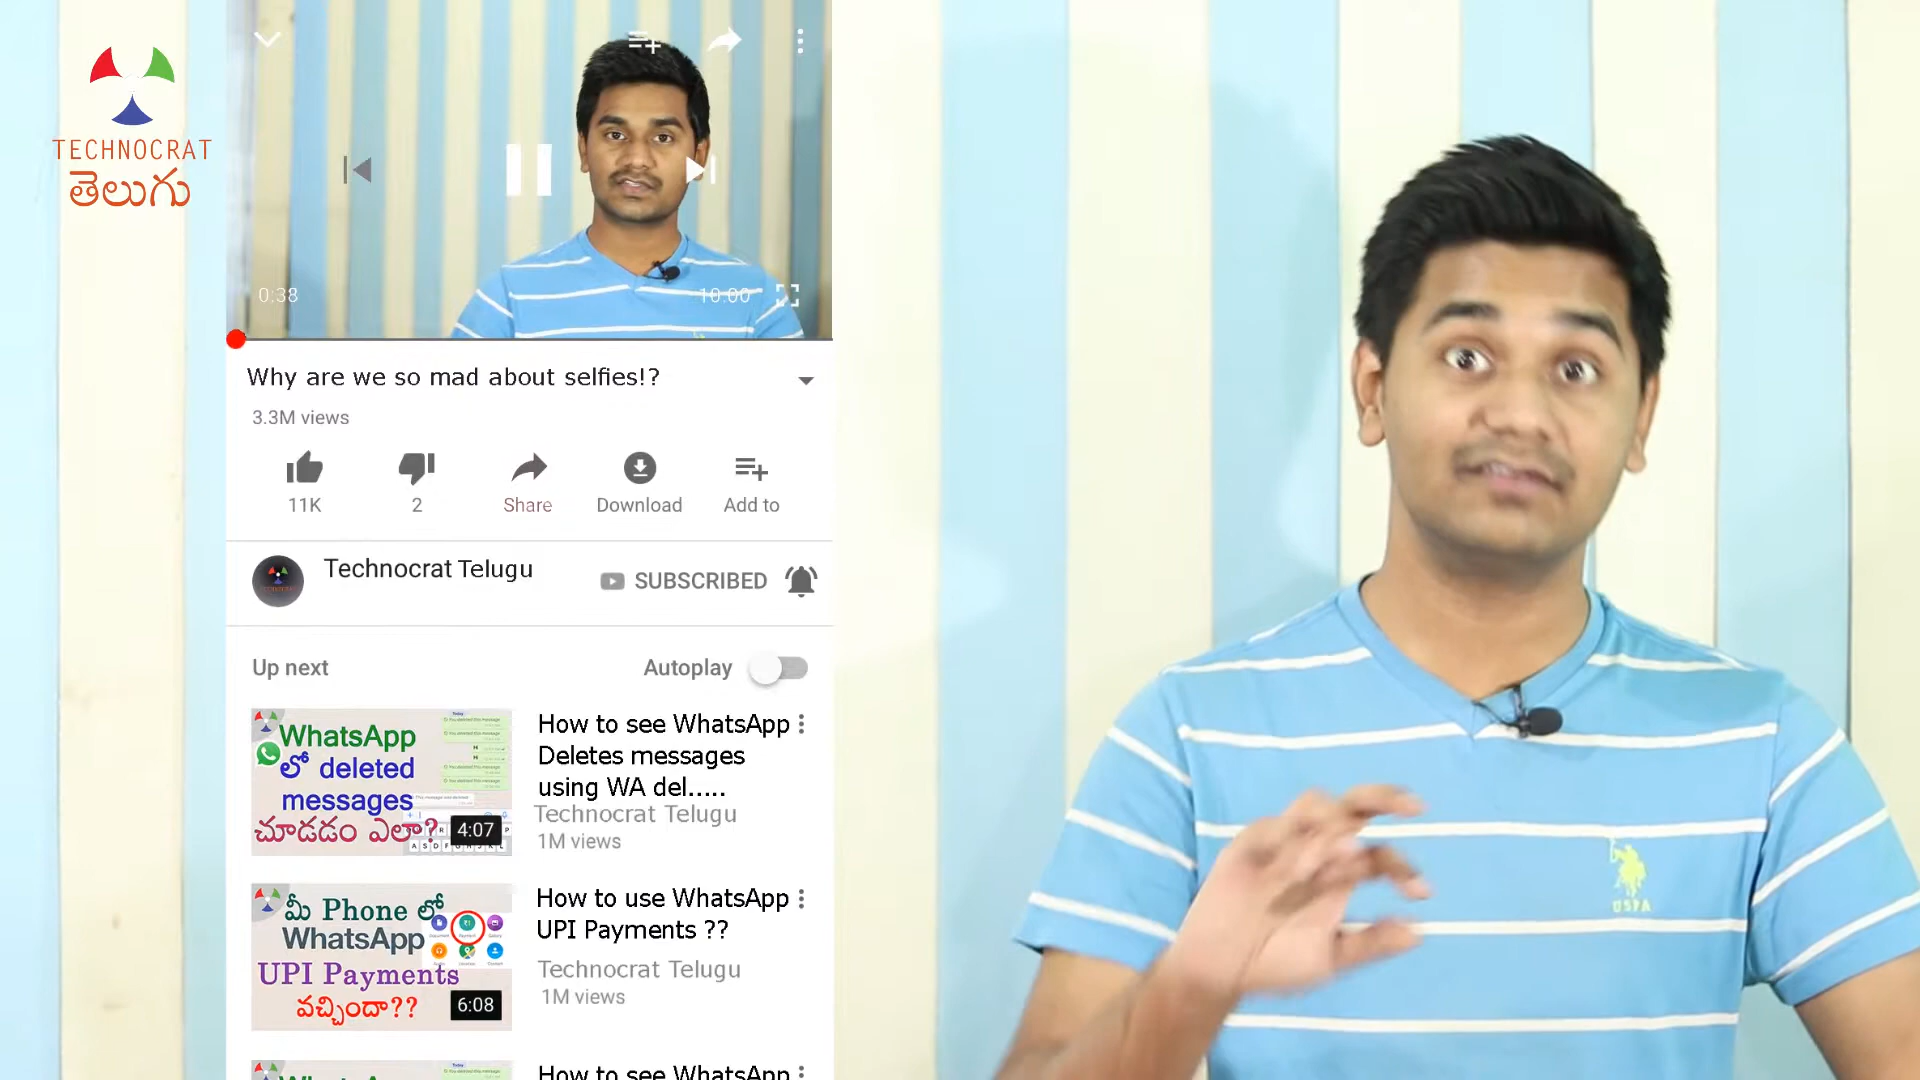 TECHNOCRAT
తెలుగు
0:38
10:00
Why are we so mad about selfies!?
3.3M views
11K
2
Share
Download
Add to
Technocrat Telugu
SUBSCRIBED
Up next
Autoplay
WhatsApp
లో deleted
messages
చూడడం ఎలా?
4:07
How to see WhatsApp
Deletes messages
using WA del.....
Technocrat Telugu
1M views
మీ Phone లో
WhatsApp
UPI Payments
వచ్చిందా??
6:08
How to use WhatsApp
UPI Payments ??
Technocrat Telugu
1M views
How to see WhatsApp
USPA